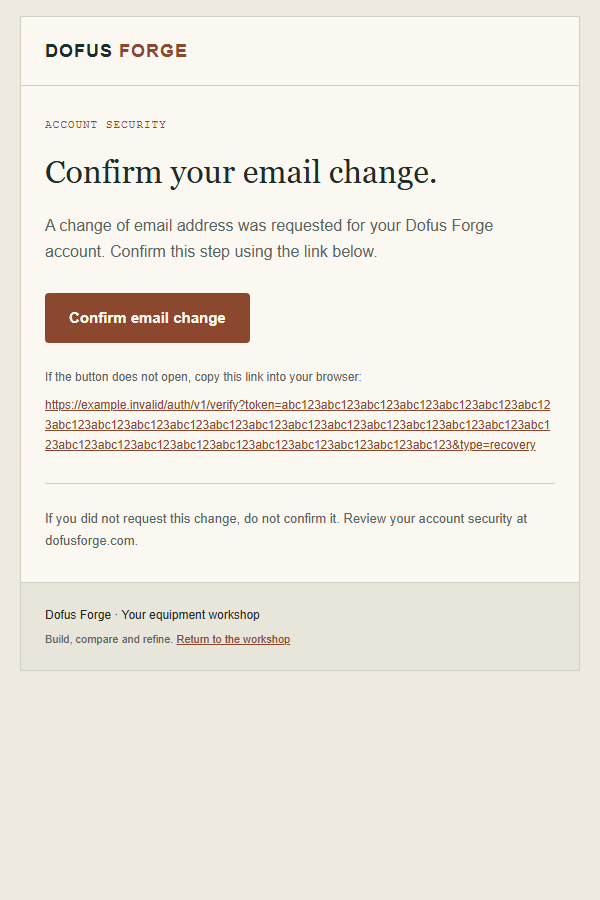 DOFUS FORGE
ACCOUNT SECURITY
Confirm your email change.
A change of email address was requested for your Dofus Forge
account. Confirm this step using the link below.
Confirm email change
If the button does not open, copy this link into your browser:
https://example.invalid/auth/v1/verify?token=abc123abc123abc123abc123abc123abc123abc12
3abc123abc123abc123abc123abc123abc123abc123abc123abc123abc123abc123abc1
23abc123abc123abc123abc123abc123abc123abc123abc123abc123abc123&type=recovery
If you did not request this change, do not confirm it. Review your account security at
dofusforge.com.
Dofus Forge · Your equipment workshop
Build, compare and refine. Return to the workshop